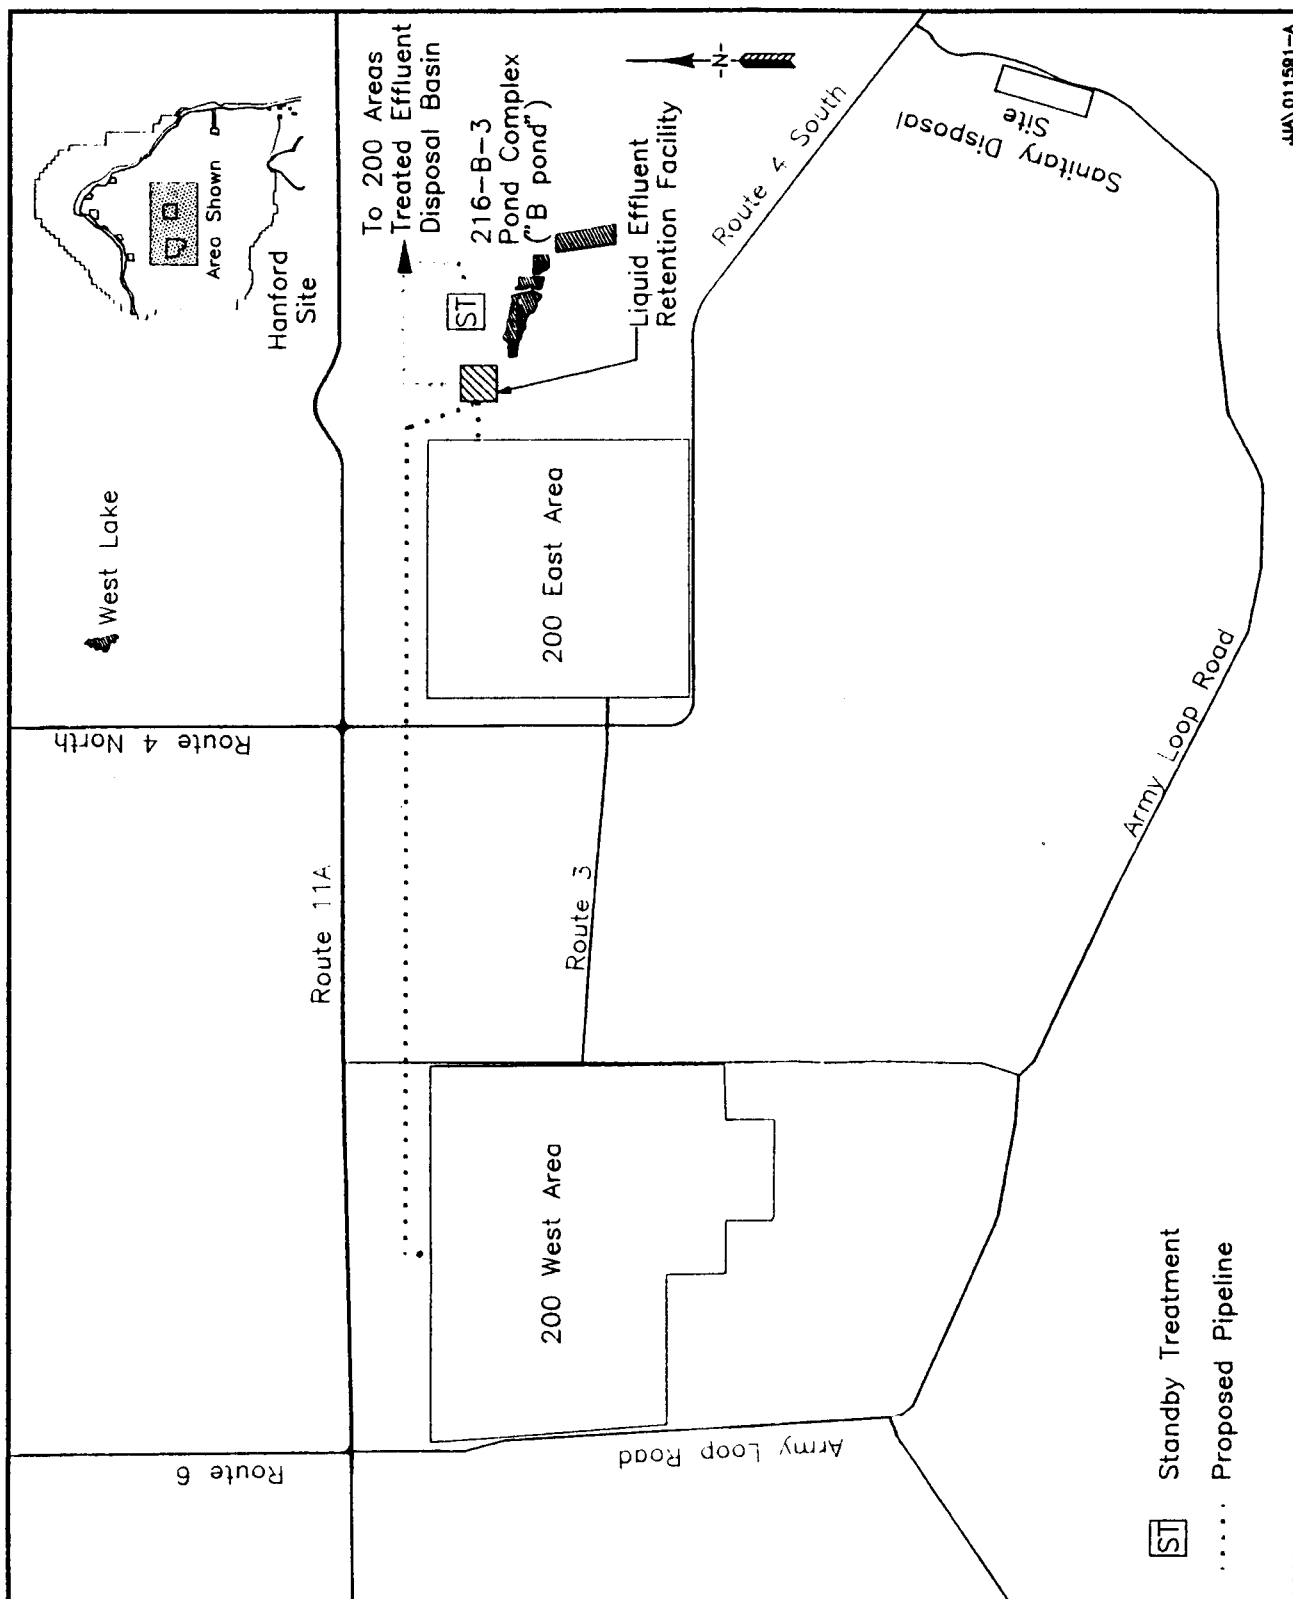 Hanford
Site
Area Shown
To 200 Areas
Treated Effluent
Disposal Basin
216-B-3
Pond Complex
("B pond")
-N-
West Lake
ST
Liquid Effluent
Retention Facility
Route 4 South
Sanitary Disposal
Site
Route 4 North
Route 11A
200 East Area
Route 3
200 West Area
Route 6
Army Loop Road
Army Loop Road
ST Standby Treatment
..... Proposed Pipeline